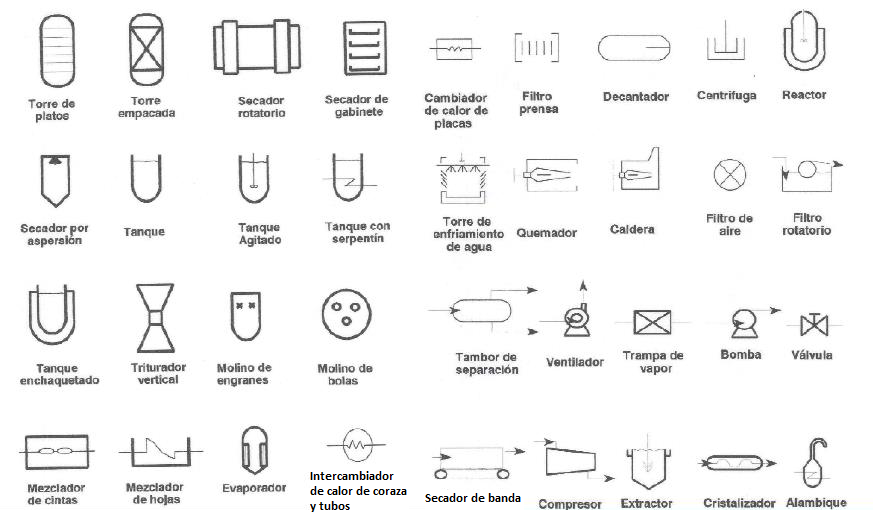 Torre de
platos
Torre
empacada
Secador
rotatorio
Secador de
gabinete
Cambiador
de calor de
placas
Filtro
prensa
Decantador
Centrifuga
Reactor
Secador por
aspersión
Tanque
Tanque
Agitado
Tanque con
serpentín
Torre de
enfriamiento
de agua
Quemador
Caldera
Filtro de
aire
Filtro
rotatorio
Tanque
enchaquetado
Triturador
vertical
Molino de
engranes
Molino de
bolas
Tambor de
separación
Ventilador
Trampa de
vapor
Bomba
Válvula
Mezclador
de cintas
Mezclador
de hojas
Evaporador
Intercambiador
de calor de coraza
y tubos
Secador de banda
Compresor
Extractor
Cristalizador
Alambique